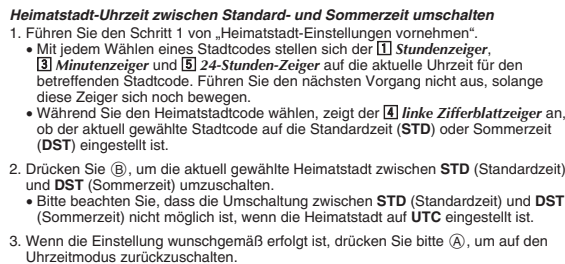 Heimatstadt-Uhrzeit zwischen Standard- und Sommerzeit umschalten
1. Führen Sie den Schritt 1 von „Heimatstadt-Einstellungen vornehmen“.
• Mit jedem Wählen eines Stadtcodes stellen sich der 1 Stundenzeiger,
3 Minutenzeiger und 5 24-Stunden-Zeiger auf die aktuelle Uhrzeit für den
betreffenden Stadtcode. Führen Sie den nächsten Vorgang nicht aus, solange
diese Zeiger sich noch bewegen.
• Während Sie den Heimatstadtcode wählen, zeigt der 4 linke Zifferblattzeiger an,
ob der aktuell gewählte Stadtcode auf die Standardzeit (STD) oder Sommerzeit
(DST) eingestellt ist.
2. Drücken Sie Ⓑ, um die aktuell gewählte Heimatstadt zwischen STD (Standardzeit)
und DST (Sommerzeit) umzuschalten.
• Bitte beachten Sie, dass die Umschaltung zwischen STD (Standardzeit) und DST
(Sommerzeit) nicht möglich ist, wenn die Heimatstadt auf UTC eingestellt ist.
3. Wenn die Einstellung wunschgemäß erfolgt ist, drücken Sie bitte Ⓐ, um auf den
Uhrzeitmodus zurückzuschalten.